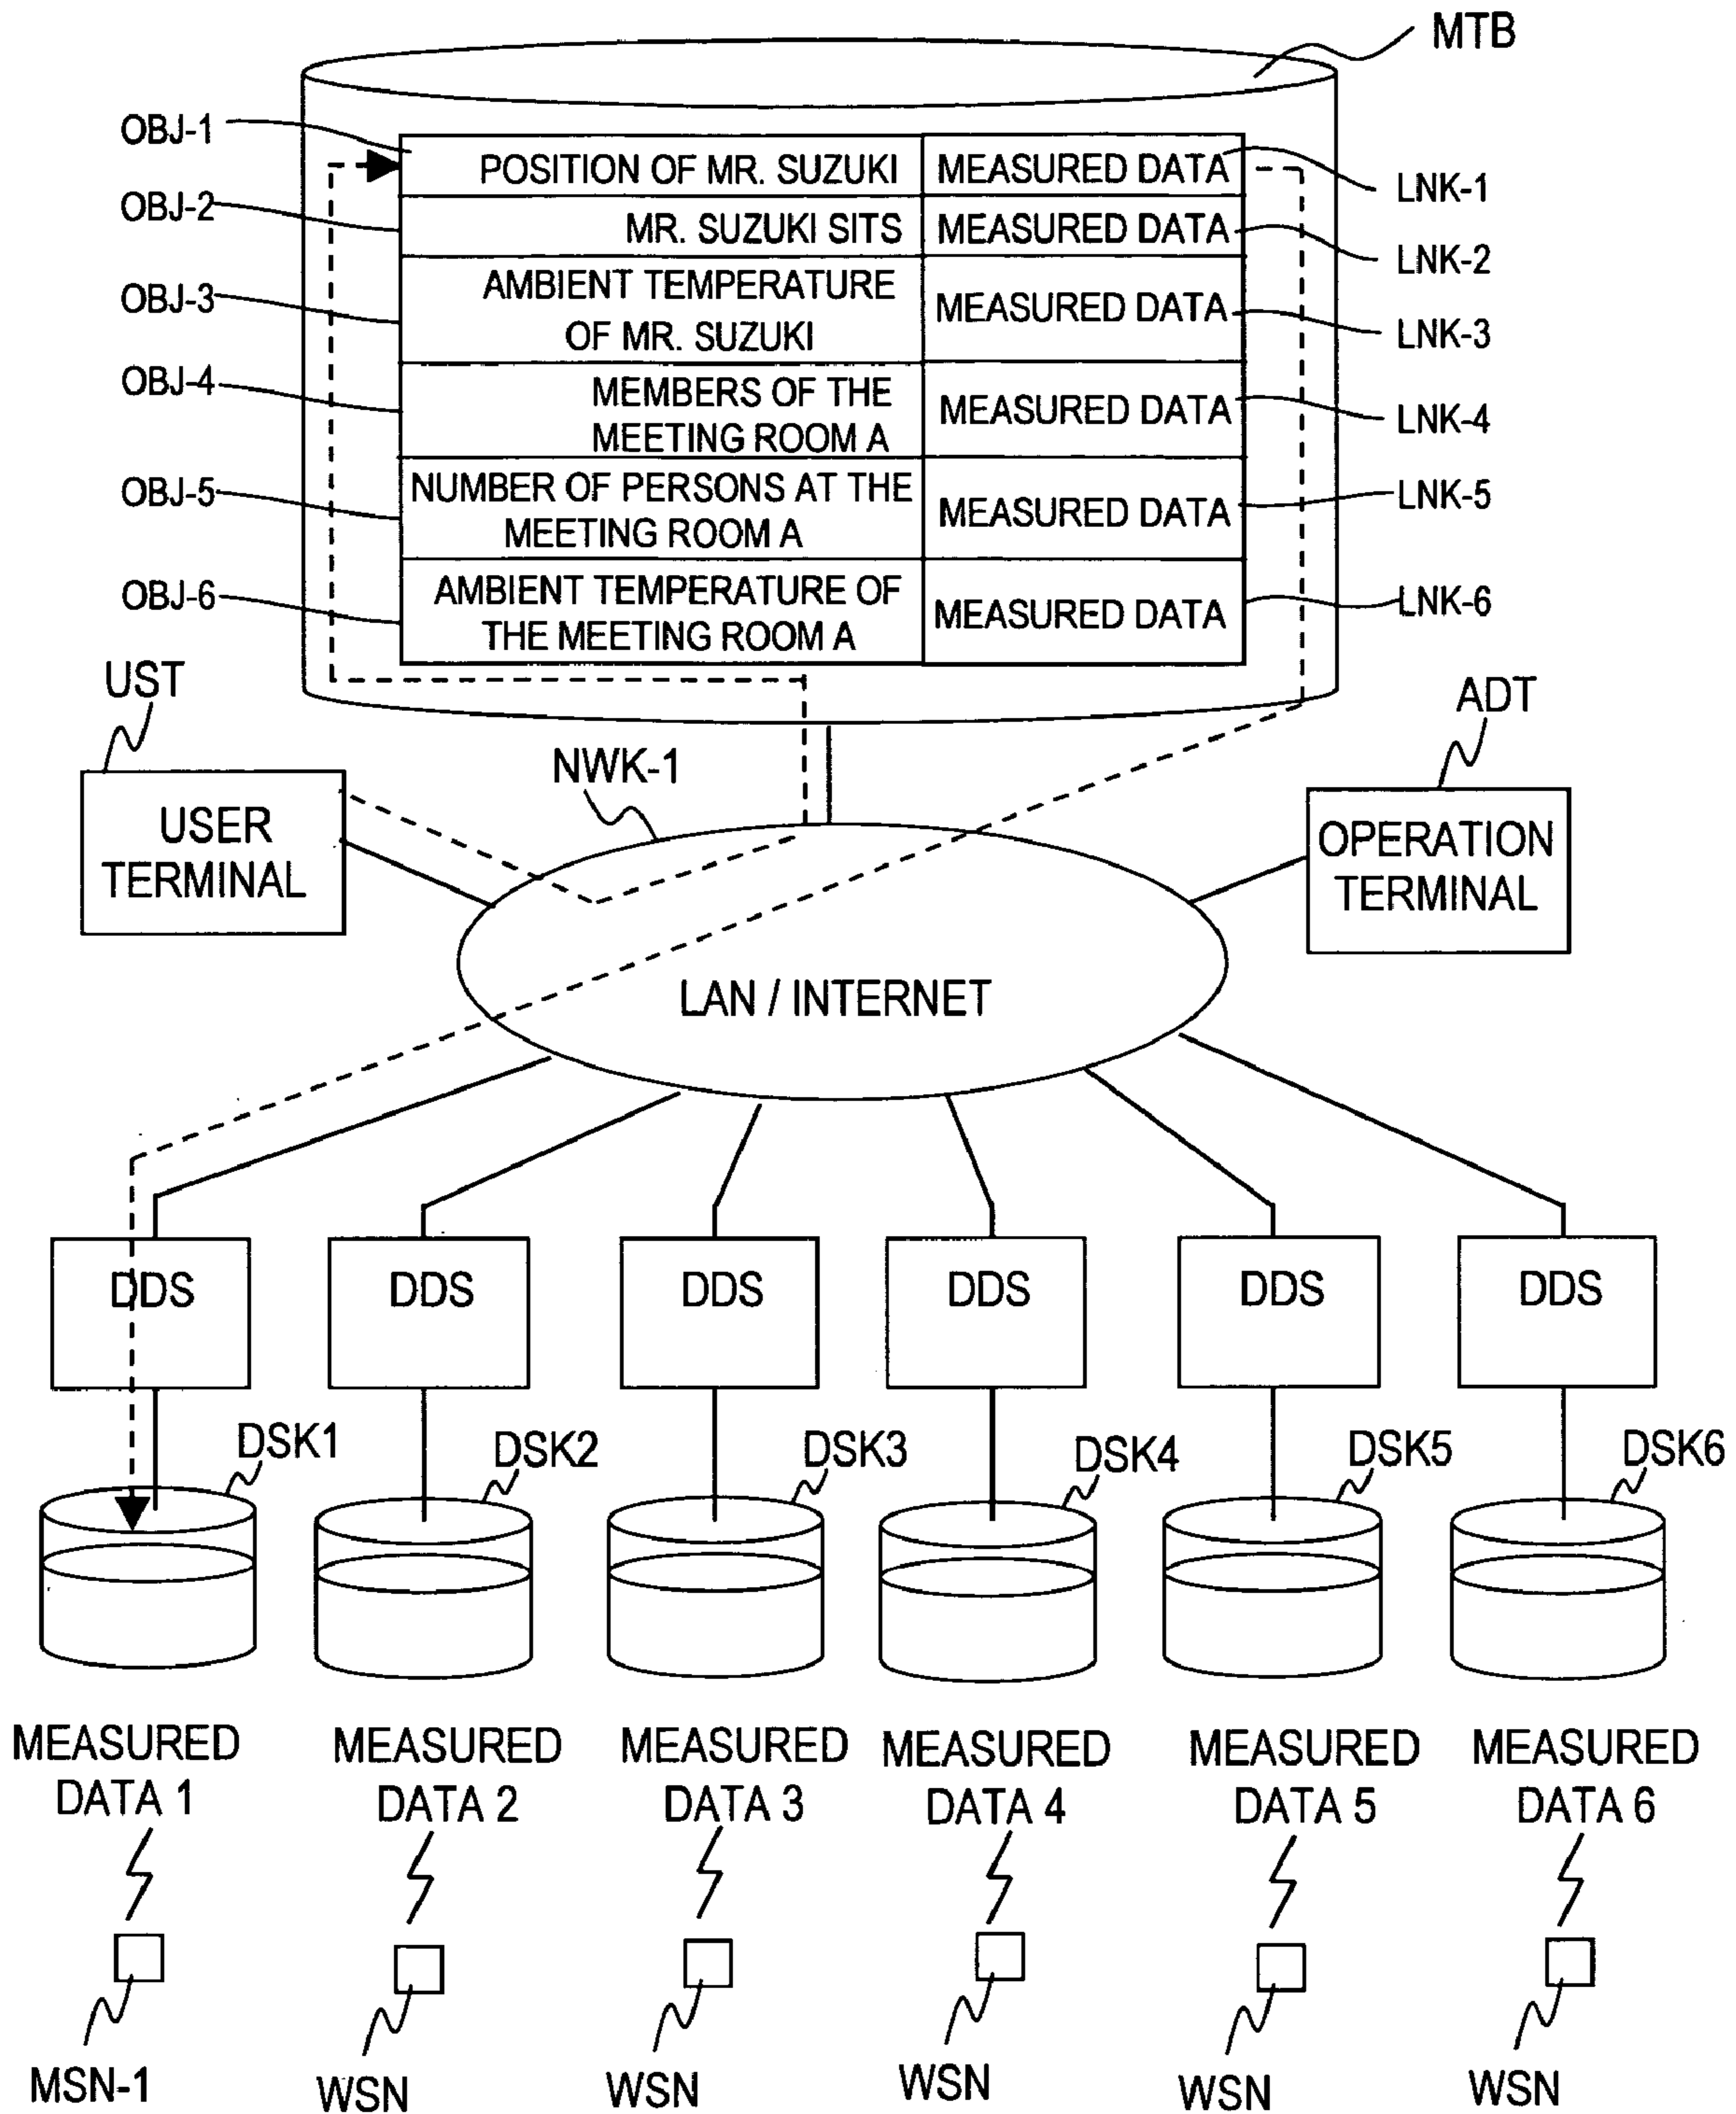 MTB
OBJ-1
POSITION OF MR. SUZUKI
MEASURED DATA
LNK-1
OBJ-2
MR. SUZUKI SITS
MEASURED DATA
LNK-2
OBJ-3
AMBIENT TEMPERATURE
OF MR. SUZUKI
MEASURED DATA
LNK-3
OBJ-4
MEMBERS OF THE
MEETING ROOM A
MEASURED DATA
LNK-4
OBJ-5
NUMBER OF PERSONS AT THE
MEETING ROOM A
MEASURED DATA
LNK-5
OBJ-6
AMBIENT TEMPERATURE OF
THE MEETING ROOM A
MEASURED DATA
LNK-6
UST
USER
TERMINAL
NWK-1
ADT
OPERATION
TERMINAL
LAN / INTERNET
DDS
DDS
DDS
DDS
DDS
DDS
DSK1
DSK2
DSK3
DSK4
DSK5
DSK6
MEASURED
DATA 1
MEASURED
DATA 2
MEASURED
DATA 3
MEASURED
DATA 4
MEASURED
DATA 5
MEASURED
DATA 6
MSN-1
WSN
WSN
WSN
WSN
WSN